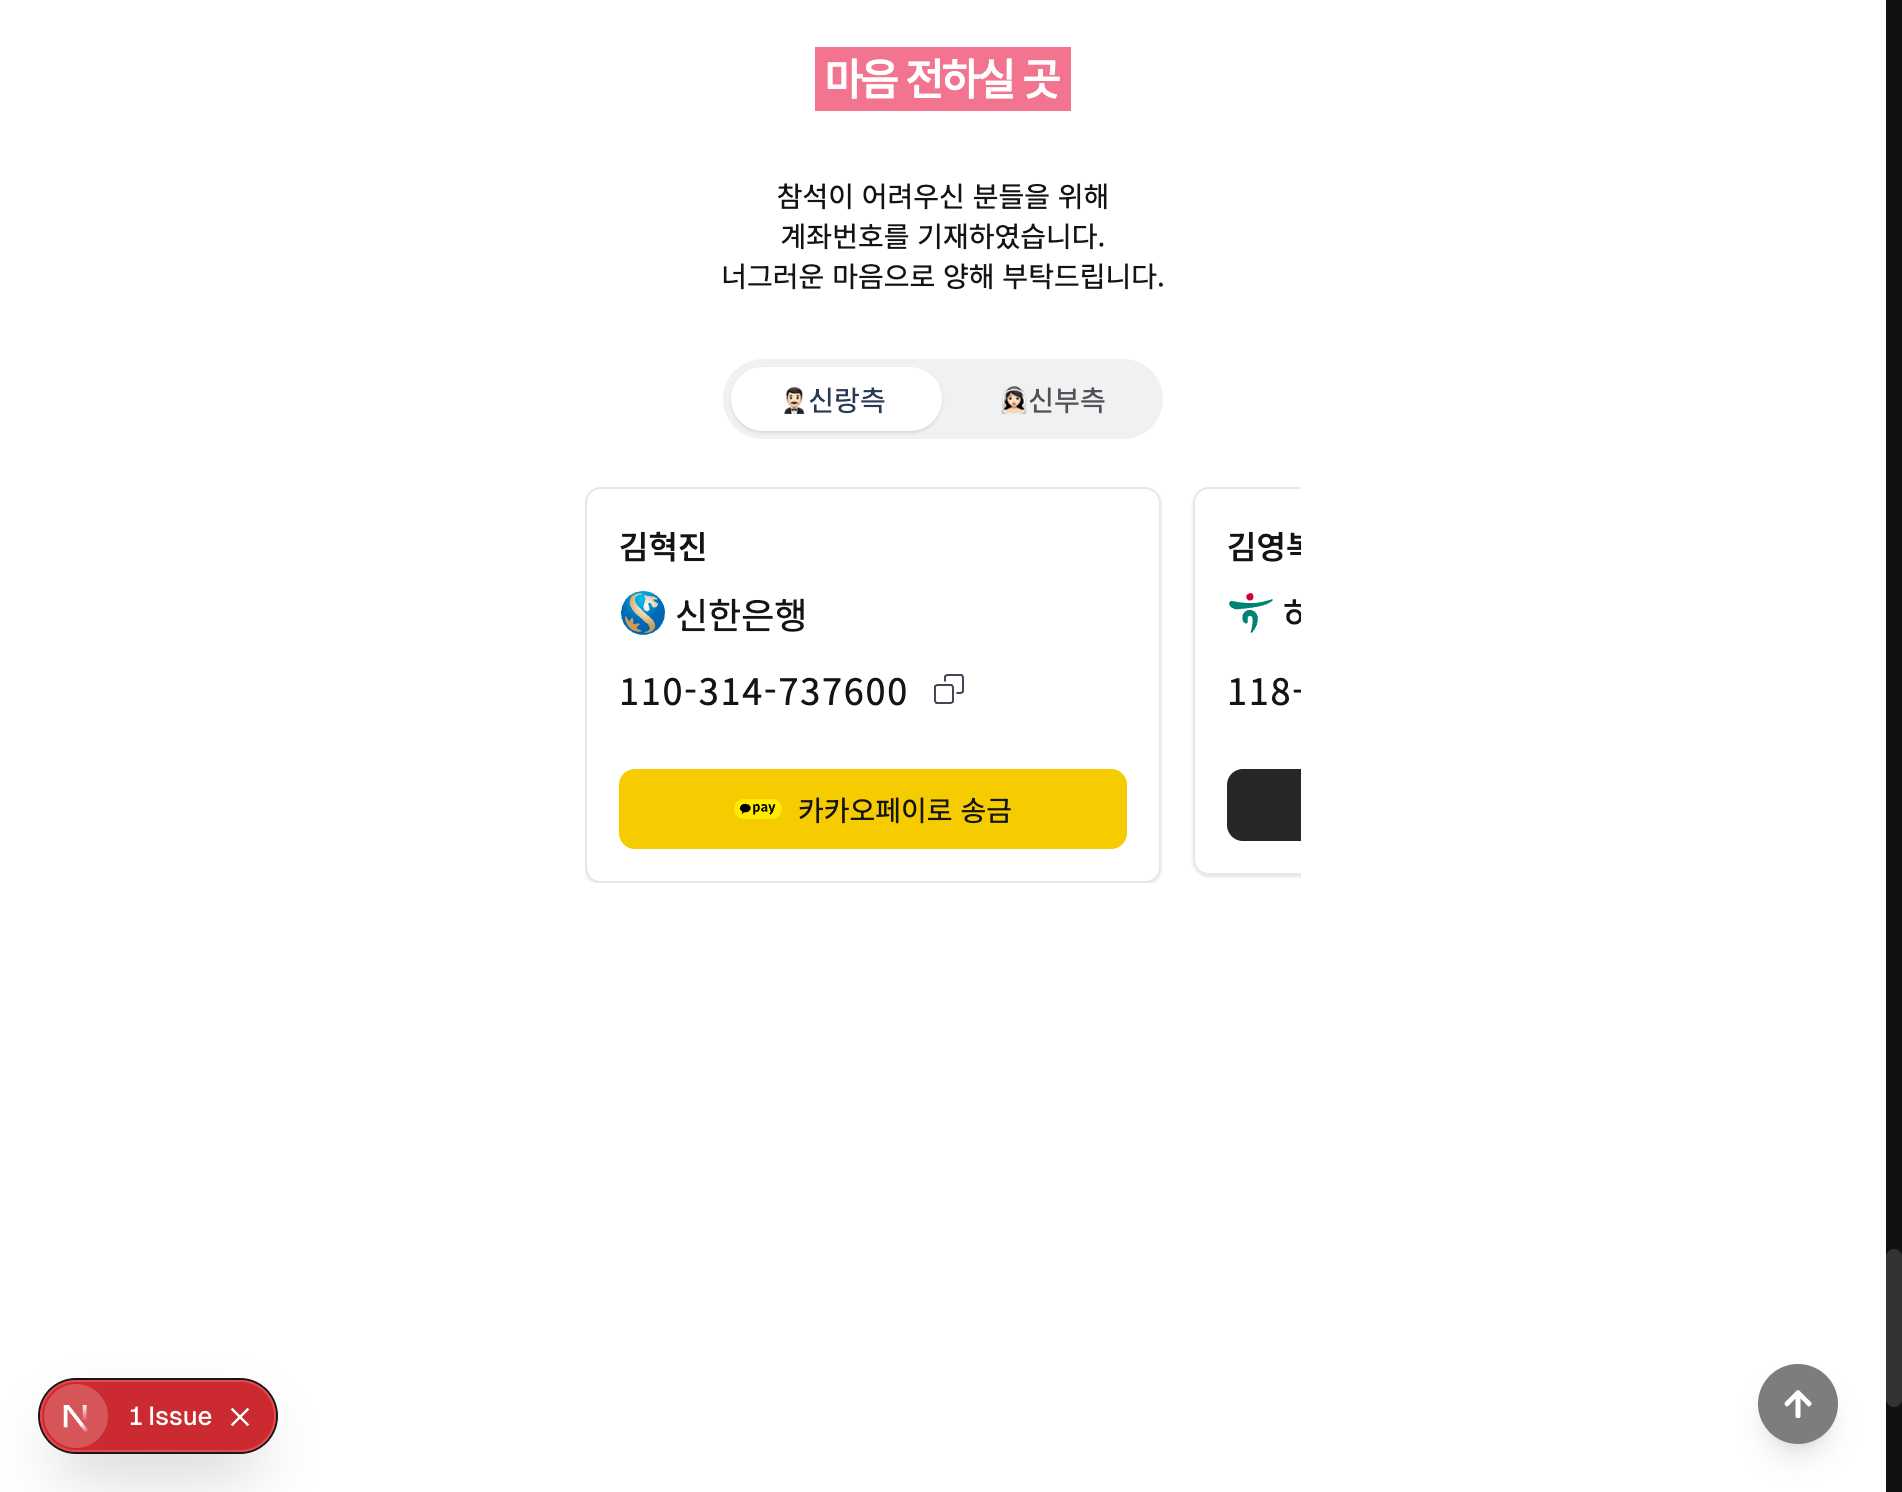 마음 전하실 곳
참석이 어려우신 분들을 위해
계좌번호를 기재하였습니다.
너그러운 마음으로 양해 부탁드립니다.
🤵🏻신랑측
👰🏻신부측
김혁진
신한은행
110-314-737600
pay 카카오페이로 송금
김영
118-
1 Issue